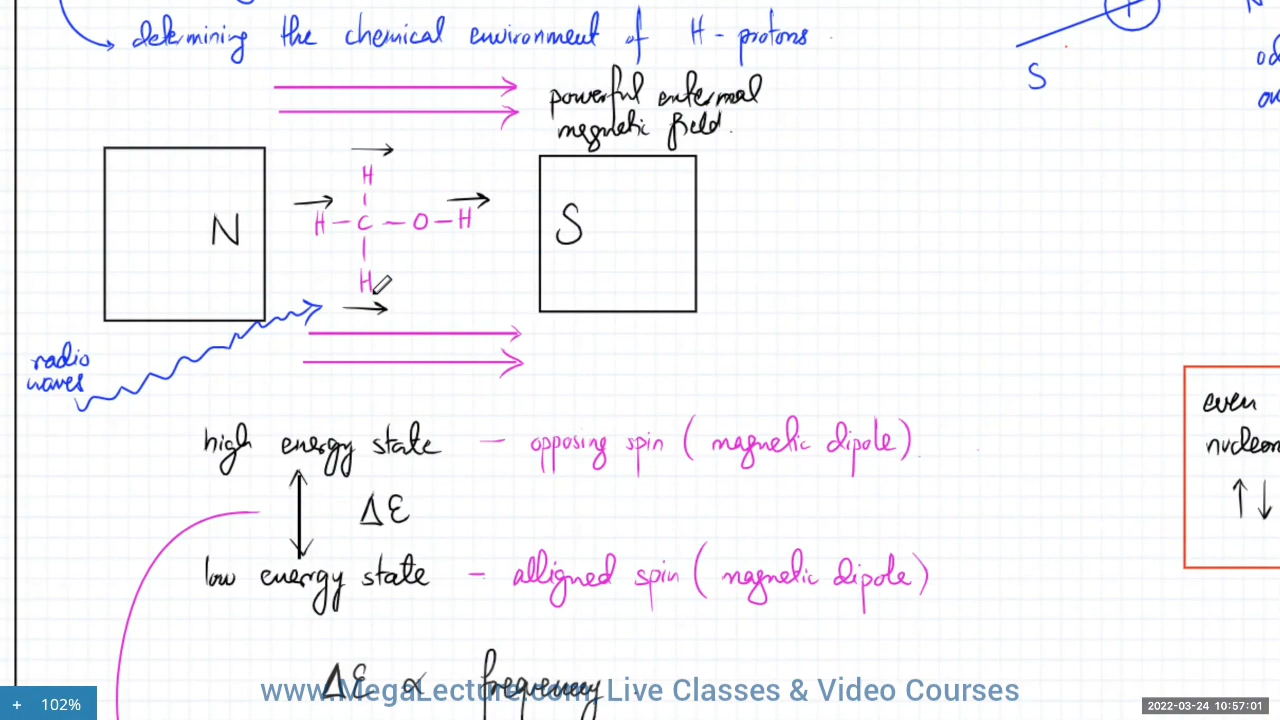 determining the chemical environment of H - protons
S
powerful external
magnetic field.
N
H
H - C - O - H
H
S
radio
waves
high energy state - opposing spin (magnetic dipole).
ΔE
low energy state - alligned spin (magnetic dipole)
even
↑↓
ΔE ∝ frequency
www.MegaLecture.com Live Classes & Video Courses
+ 102%
2022-03-24 10:57:01